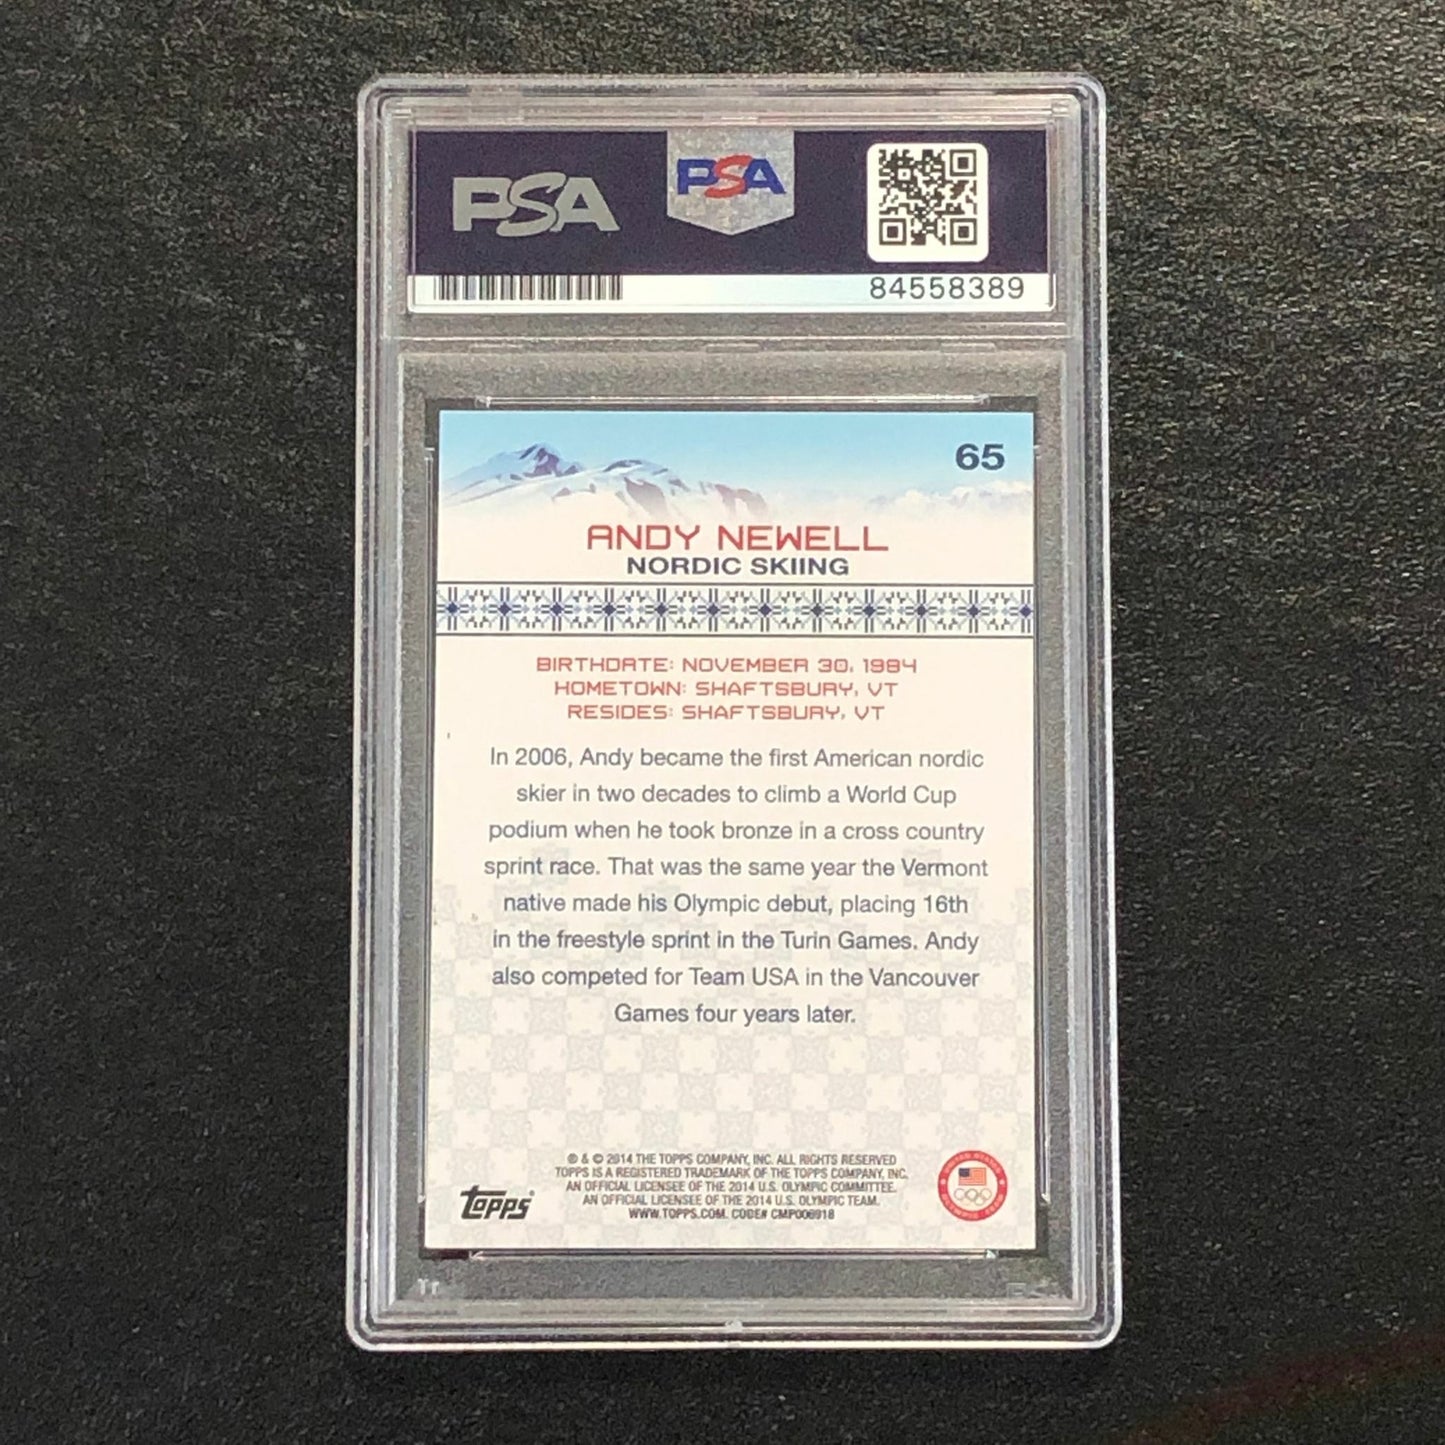 PSA
PSA
84558389
65
ANDY NEWELL
NORDIC SKIING
BIRTHDATE: NOVEMBER 30, 1984
HOMETOWN: SHAFTSBURY, VT
RESIDES: SHAFTSBURY, VT
In 2006, Andy became the first American nordic
skier in two decades to climb a World Cup
podium when he took bronze in a cross country
sprint race. That was the same year the Vermont
native made his Olympic debut, placing 16th
in the freestyle sprint in the Turin Games. Andy
also competed for Team USA in the Vancouver
Games four years later.
® & © 2014 THE TOPPS COMPANY, INC. ALL RIGHTS RESERVED
TOPPS IS A REGISTERED TRADEMARK OF THE TOPPS COMPANY, INC.
AN OFFICIAL LICENSEE OF THE 2014 U.S. OLYMPIC COMMITTEE.
AN OFFICIAL LICENSEE OF THE 2014 U.S. OLYMPIC TEAM.
WWW.TOPPS.COM. CODE# CMP006918
Topps
UNITED STATES
OLYMPIC TEAM